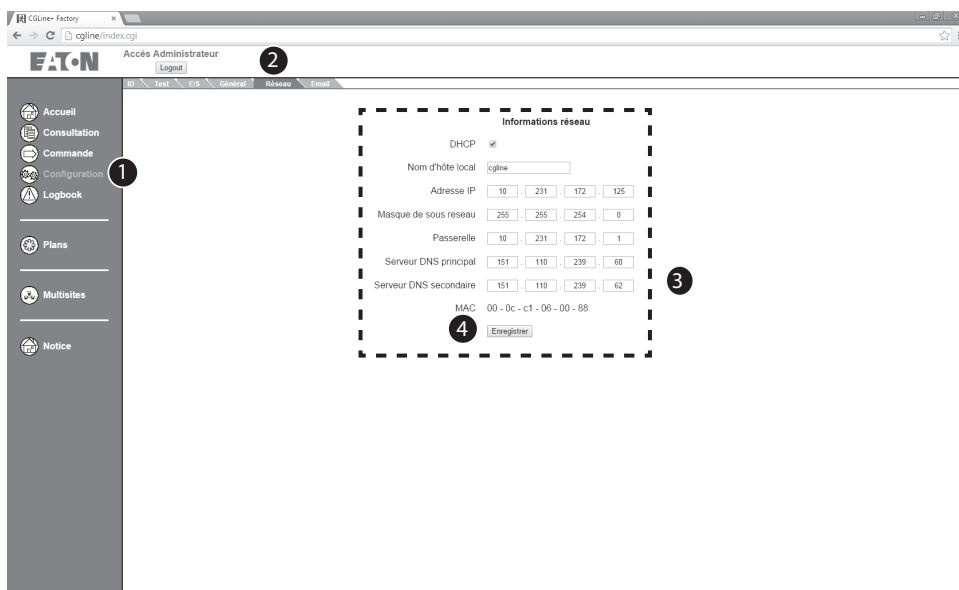 CGLine+ Factory ×
cgline/index.cgi
EATON
Accés Administrateur
Logout
2
ID Test E/S Général Réseau Email
Accueil
Consultation
Commande
Configuration 1
Logbook
Plans
Multisites
Notice
Informations réseau
DHCP
Nom d'hôte local cgline
Adresse IP 10 . 231 . 172 . 125
Masque de sous reseau 255 . 255 . 254 . 0
Passerelle 10 . 231 . 172 . 1
Serveur DNS principal 151 . 110 . 239 . 60
Serveur DNS secondaire 151 . 110 . 239 . 62
3
MAC 00 - 0c - c1 - 06 - 00 - 88
4 Enregistrer